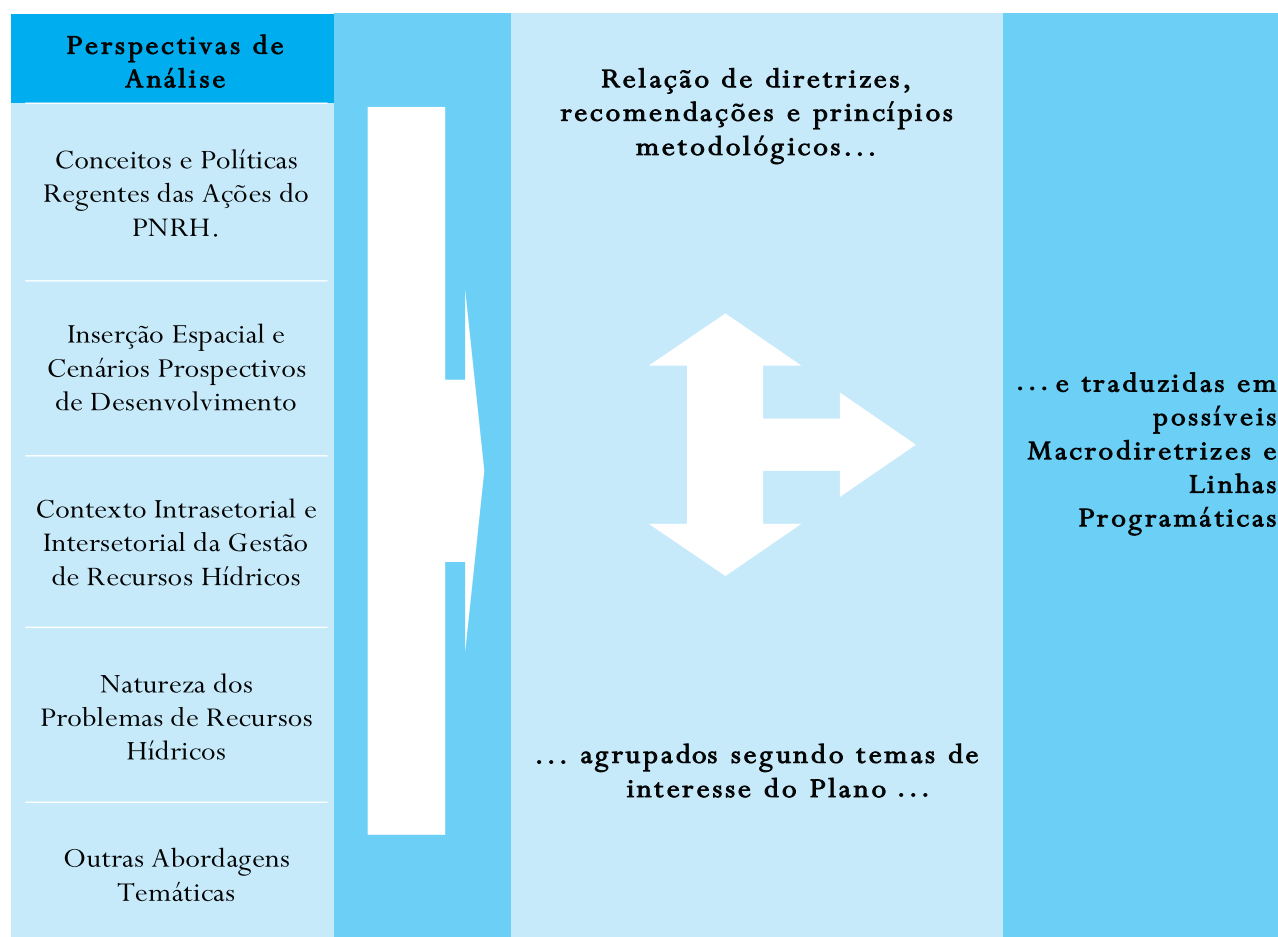 Perspectivas de
Análise
Conceitos e Políticas
Regentes das Ações do
PNRH.
Inserção Espacial e
Cenários Prospectivos
de Desenvolvimento
Contexto Intrasetorial e
Intersetorial da Gestão
de Recursos Hídricos
Natureza dos
Problemas de Recursos
Hídricos
Outras Abordagens
Temáticas
Relação de diretrizes,
recomendações e princípios
metodológicos...
... agrupados segundo temas de
interesse do Plano ...
... e traduzidas em
possíveis
Macrodiretrizes e
Linhas
Programáticas